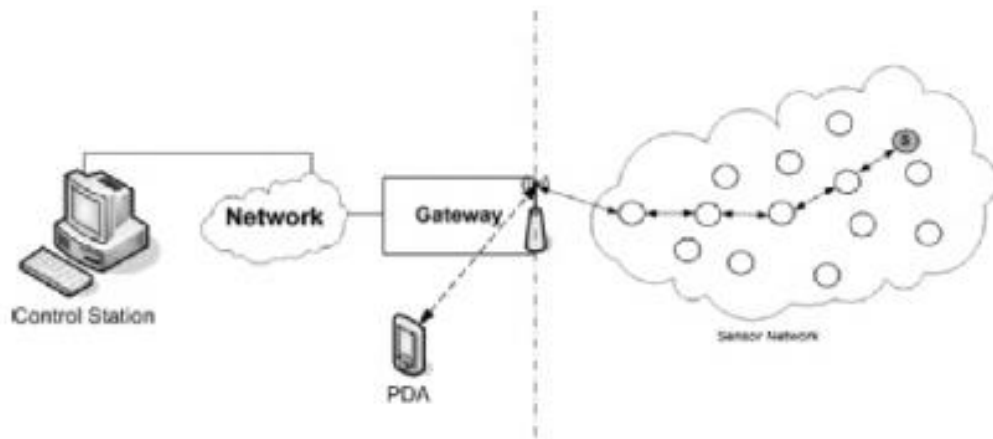 Network
Gateway
S
Control Station
PDA
Sensor Network